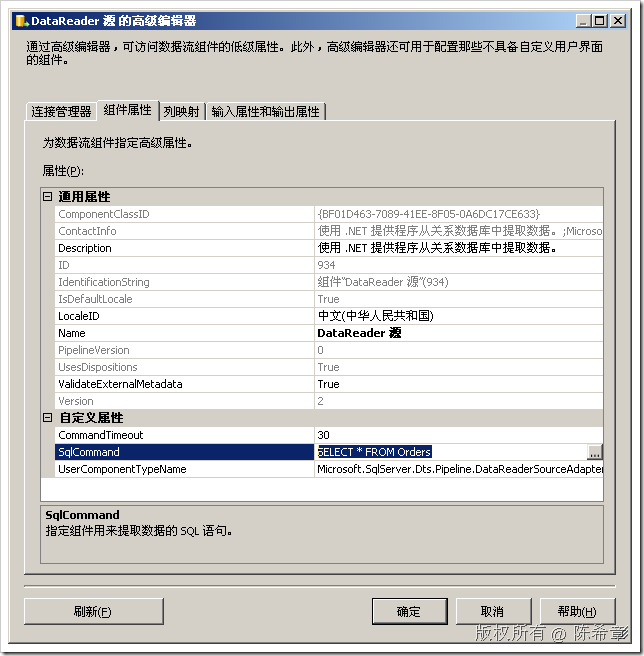 DataReader 源 的高级编辑器
通过高级编辑器，可访问数据流组件的低级属性。此外，高级编辑器还可用于配置那些不具备自定义用户界面
的组件。
连接管理器 组件属性 列映射 输入属性和输出属性
为数据流组件指定高级属性。
属性(P):
通用属性
ComponentClassID {BF01D463-7089-41EE-8F05-0A6DC17CE633}
ContactInfo 使用 .NET 提供程序从关系数据库中提取数据。;Microso
Description 使用 .NET 提供程序从关系数据库中提取数据。
ID 934
IdentificationString 组件"DataReader 源"(934)
IsDefaultLocale True
LocaleID 中文(中华人民共和国)
Name DataReader 源
PipelineVersion 0
UsesDispositions True
ValidateExternalMetadata True
Version 2
自定义属性
CommandTimeout 30
SqlCommand SELECT * FROM Orders ...
UserComponentTypeName Microsoft.SqlServer.Dts.Pipeline.DataReaderSourceAdapter
SqlCommand
指定组件用来提取数据的 SQL 语句。
刷新(F) 确定 取消 帮助(H)
版权所有 @ 陈希章